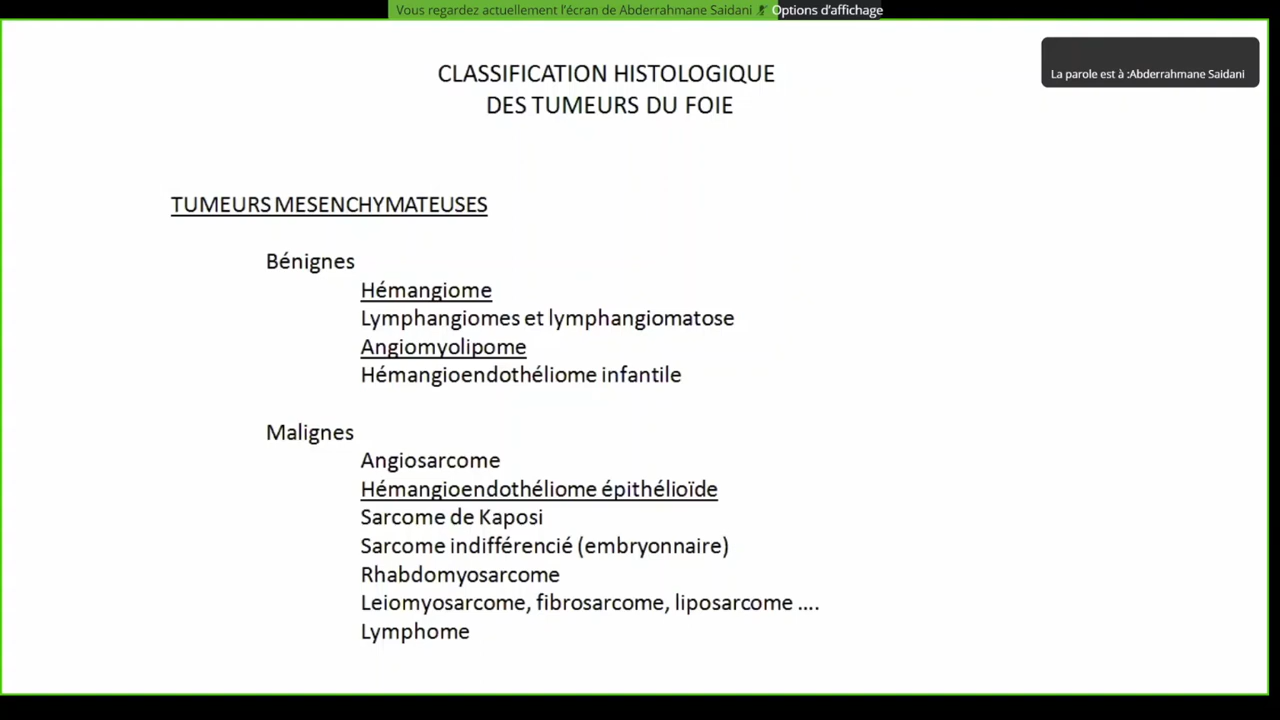 Vous regardez actuellement l'écran de Abderrahmane Saidani Options d'affichage
La parole est à :Abderrahmane Saidani
CLASSIFICATION HISTOLOGIQUE
DES TUMEURS DU FOIE
TUMEURS MESENCHYMATEUSES
Bénignes
Hémangiome
Lymphangiomes et lymphangiomatose
Angiomyolipome
Hémangioendothéliome infantile
Malignes
Angiosarcome
Hémangioendothéliome épithélioïde
Sarcome de Kaposi
Sarcome indifférencié (embryonnaire)
Rhabdomyosarcome
Leiomyosarcome, fibrosarcome, liposarcome ....
Lymphome